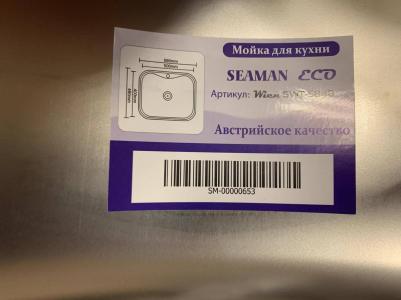 Мойка для кухни
SEAMAN ECO
Артикул: Wien
Австрийское качество
SM-00000653